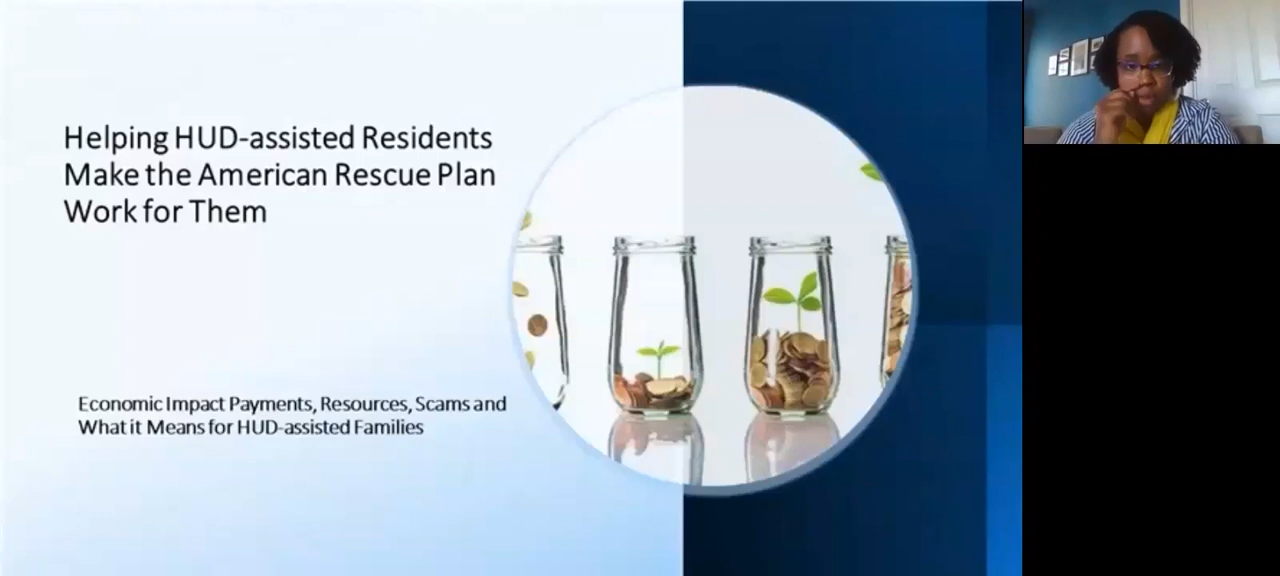 Helping HUD-assisted Residents
Make the American Rescue Plan
Work for Them
Economic Impact Payments, Resources, Scams and
What it Means for HUD-assisted Families